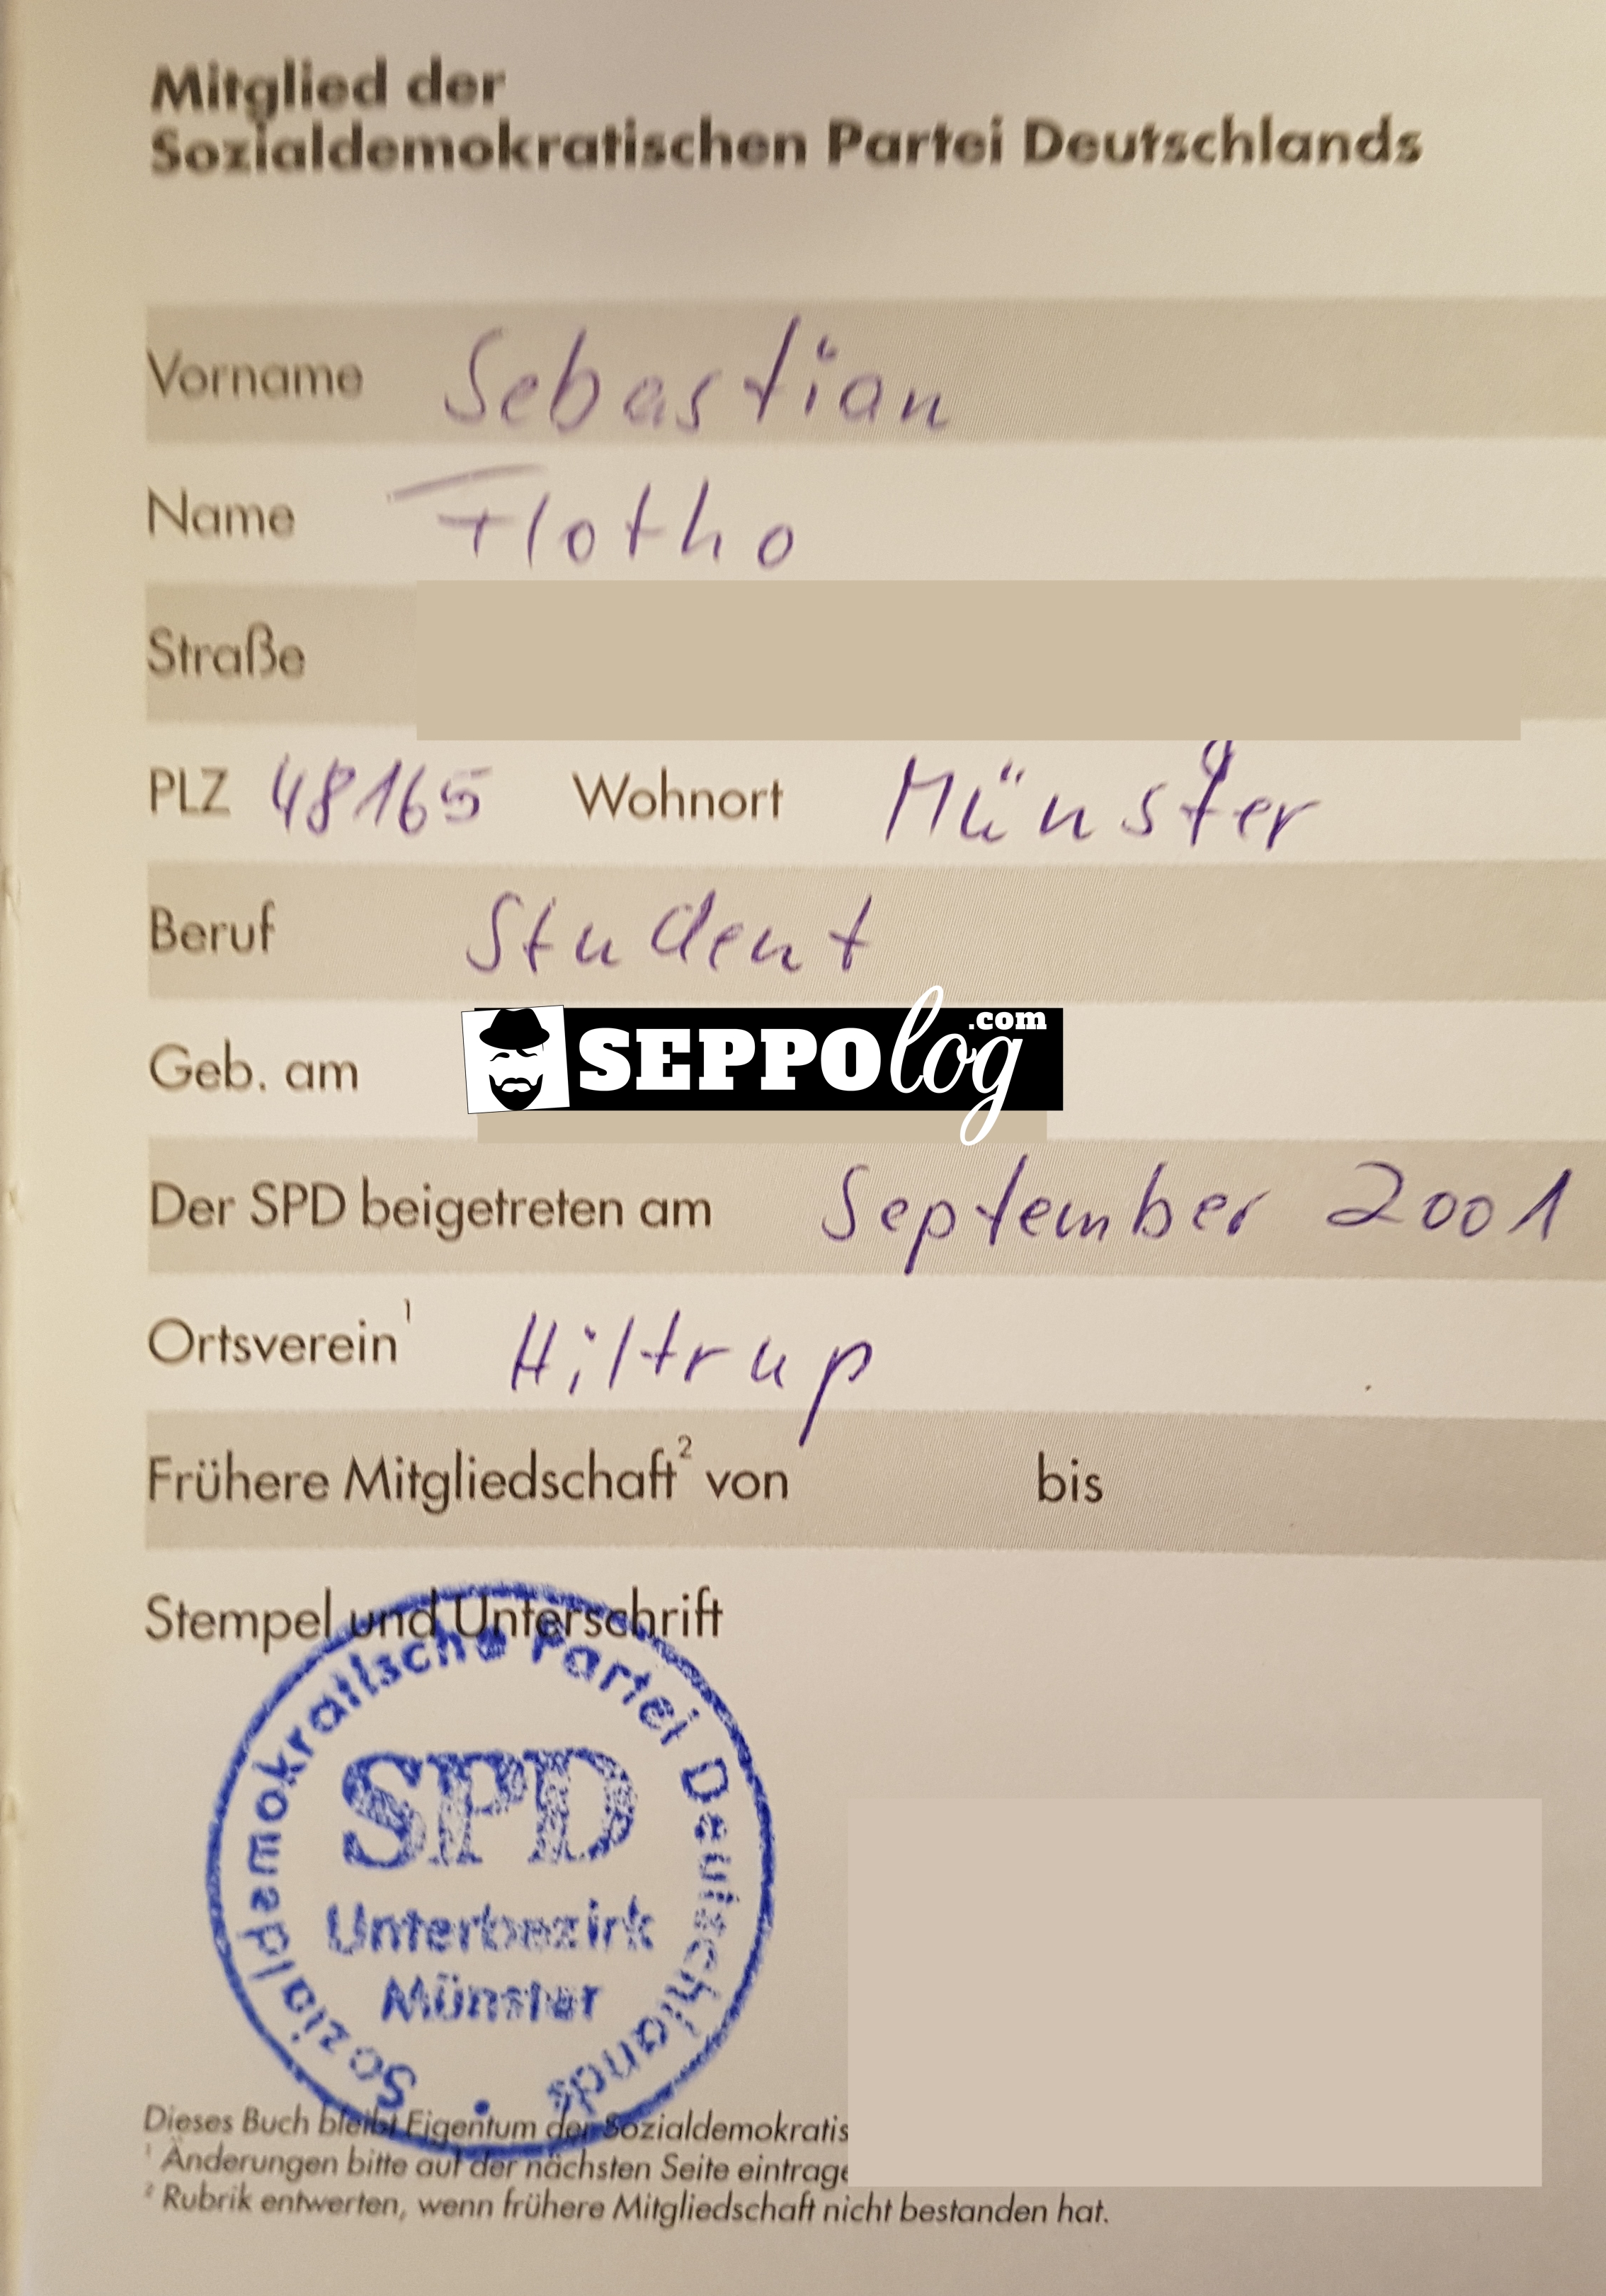 Mitglied der
Sozialdemokratischen Partei Deutschlands
Vorname Sebastian
Name Flotho
Straße
PLZ 48165 Wohnort Münster
Beruf Student
Geb. am SEPPOlog.com
Der SPD beigetreten am September 2001
Ortsverein¹ Hiltrup
Frühere Mitgliedschaft² von bis
Stempel und Unterschrift
Sozialdemokratische Partei Deutschlands
SPD
Unterbezirk
Münster
Dieses Buch bleibt Eigentum der Sozialdemokratis
¹ Änderungen bitte auf der nächsten Seite eintrage
² Rubrik entwerten, wenn frühere Mitgliedschaft nicht bestanden hat.